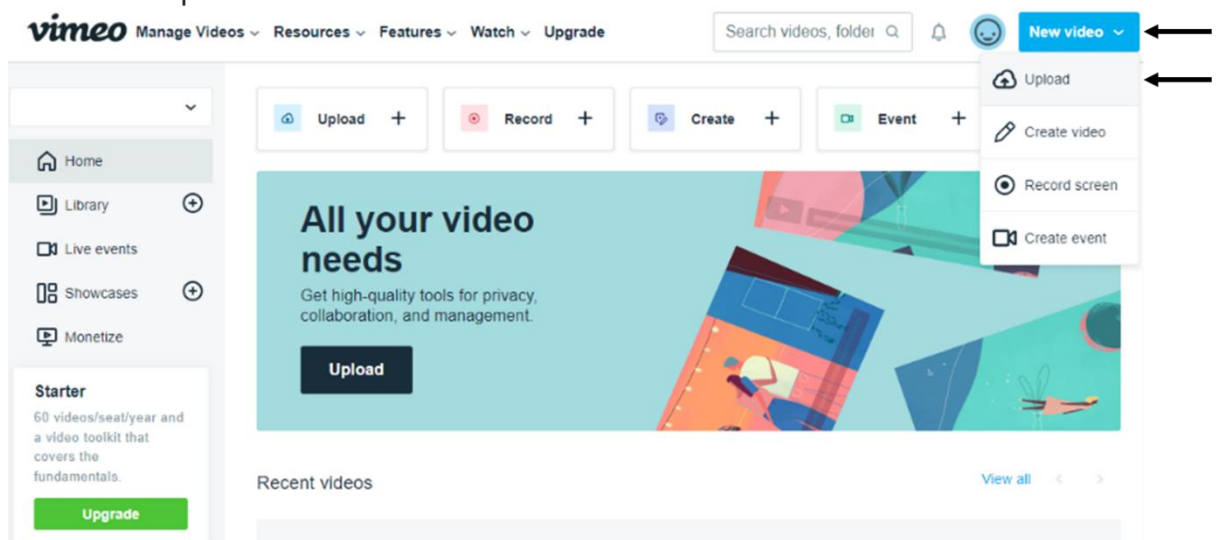 vimeo Manage Videos Resources Features Watch Upgrade Search videos, folder New video
Upload
Create video
Record screen
Create event
Upload + Record + Create + Event +
Home
Library
Live events
Showcases
Monetize
Starter
60 videos/seat/year and
a video toolkit that
covers the
fundamentals.
Upgrade
All your video
needs
Get high-quality tools for privacy,
collaboration, and management.
Upload
Recent videos
View all